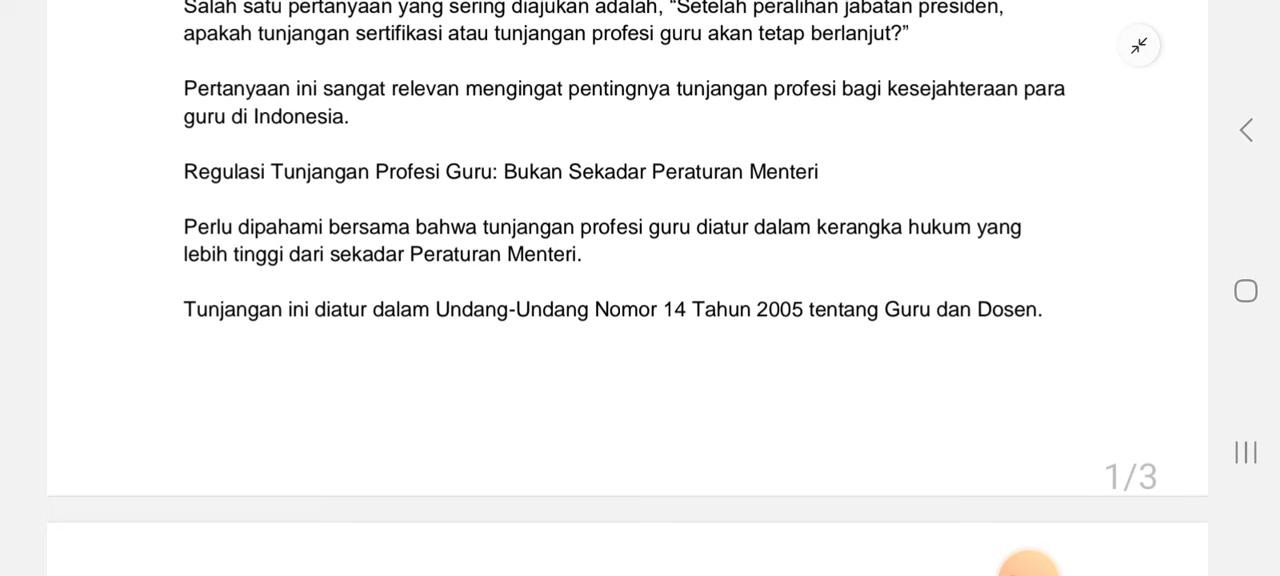 Salah satu pertanyaan yang sering diajukan adalah, “Setelah peralihan jabatan presiden,
apakah tunjangan sertifikasi atau tunjangan profesi guru akan tetap berlanjut?”
Pertanyaan ini sangat relevan mengingat pentingnya tunjangan profesi bagi kesejahteraan para
guru di Indonesia.
Regulasi Tunjangan Profesi Guru: Bukan Sekadar Peraturan Menteri
Perlu dipahami bersama bahwa tunjangan profesi guru diatur dalam kerangka hukum yang
lebih tinggi dari sekadar Peraturan Menteri.
Tunjangan ini diatur dalam Undang-Undang Nomor 14 Tahun 2005 tentang Guru dan Dosen.
1/3